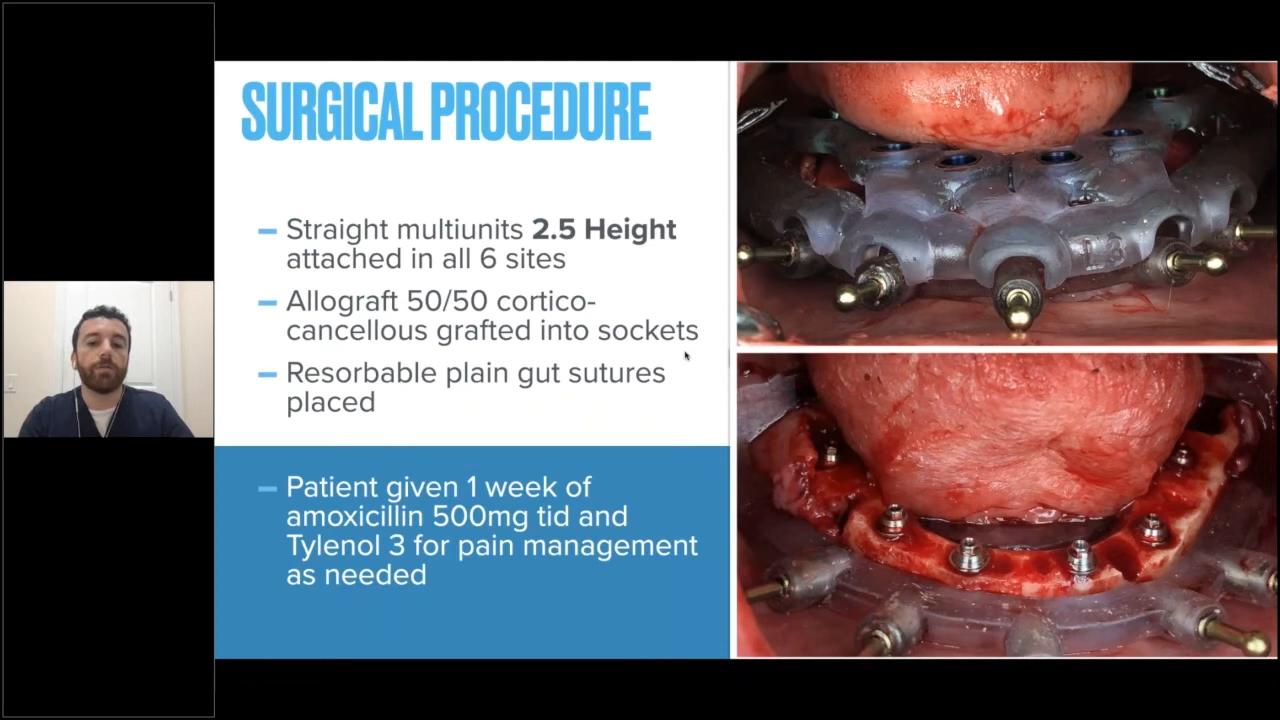 SURGICAL PROCEDURE
– Straight multiunits 2.5 Height
attached in all 6 sites
– Allograft 50/50 cortico-
cancellous grafted into sockets
– Resorbable plain gut sutures
placed
– Patient given 1 week of
amoxicillin 500mg tid and
Tylenol 3 for pain management
as needed